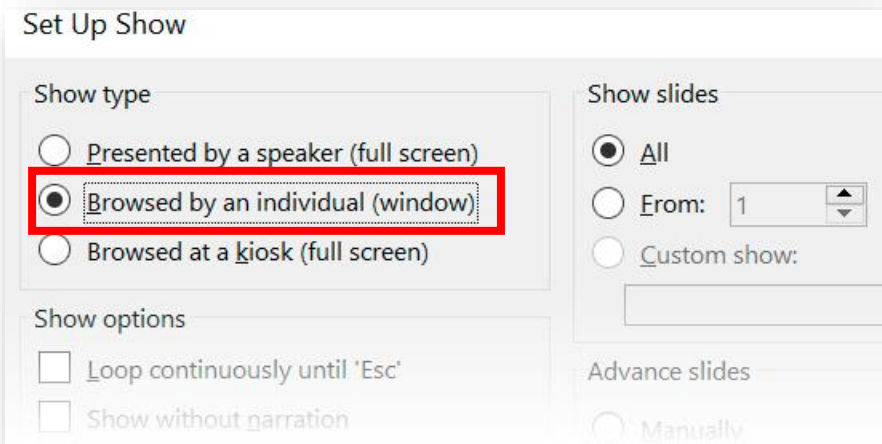 Set Up Show
Show type
Presented by a speaker (full screen)
Browsed by an individual (window)
Browsed at a kiosk (full screen)
Show options
Loop continuously until 'Esc'
Show without narration
Show slides
All
From: 1
Custom show:
Advance slides
Manually